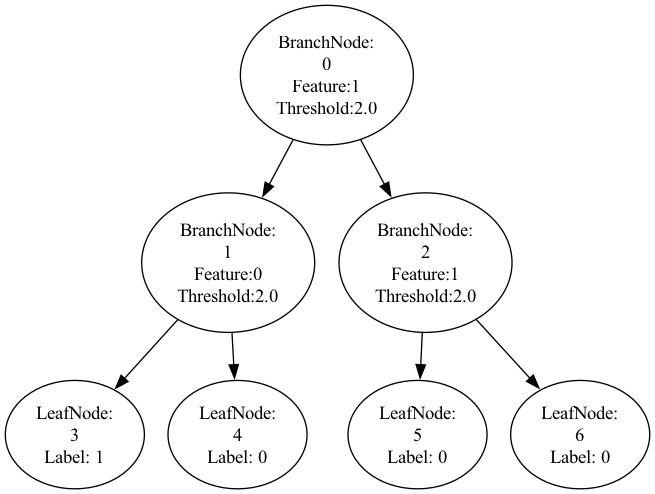 BranchNode:
0
Feature:1
Threshold:2.0
BranchNode:
1
Feature:0
Threshold:2.0
BranchNode:
2
Feature:1
Threshold:2.0
LeafNode:
3
Label: 1
LeafNode:
4
Label: 0
LeafNode:
5
Label: 0
LeafNode:
6
Label: 0